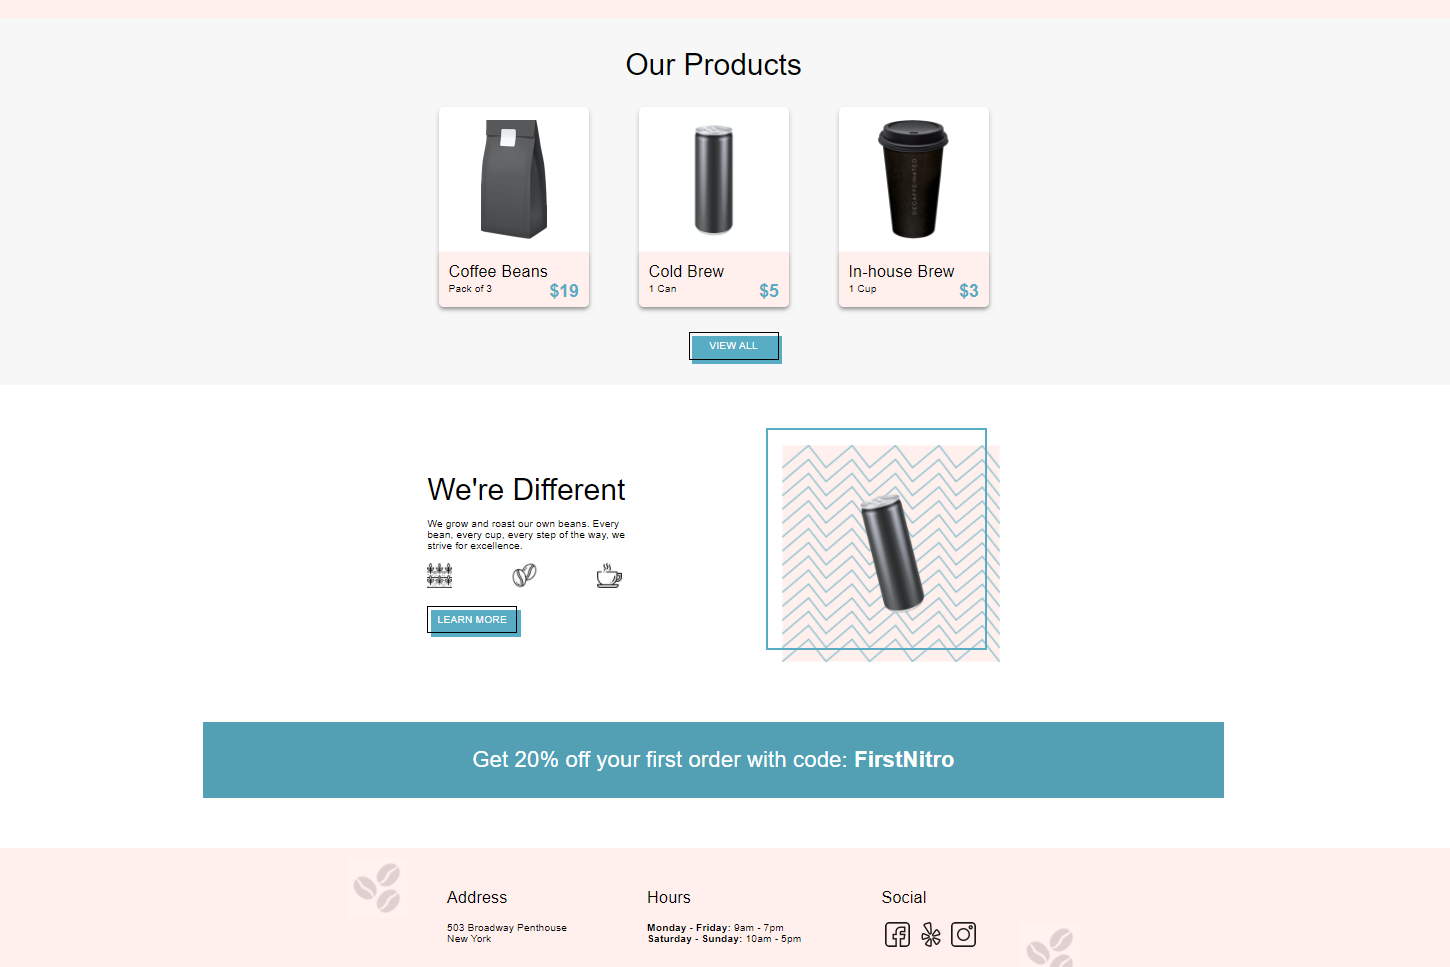 Our Products
DECAFFEINATED
Coffee Beans
Pack of 3
$19
Cold Brew
1 Can
$5
In-house Brew
1 Cup
$3
VIEW ALL
We're Different
We grow and roast our own beans. Every
bean, every cup, every step of the way, we
strive for excellence.
LEARN MORE
Get 20% off your first order with code: FirstNitro
Address
503 Broadway Penthouse
New York
Hours
Monday - Friday: 9am - 7pm
Saturday - Sunday: 10am - 5pm
Social